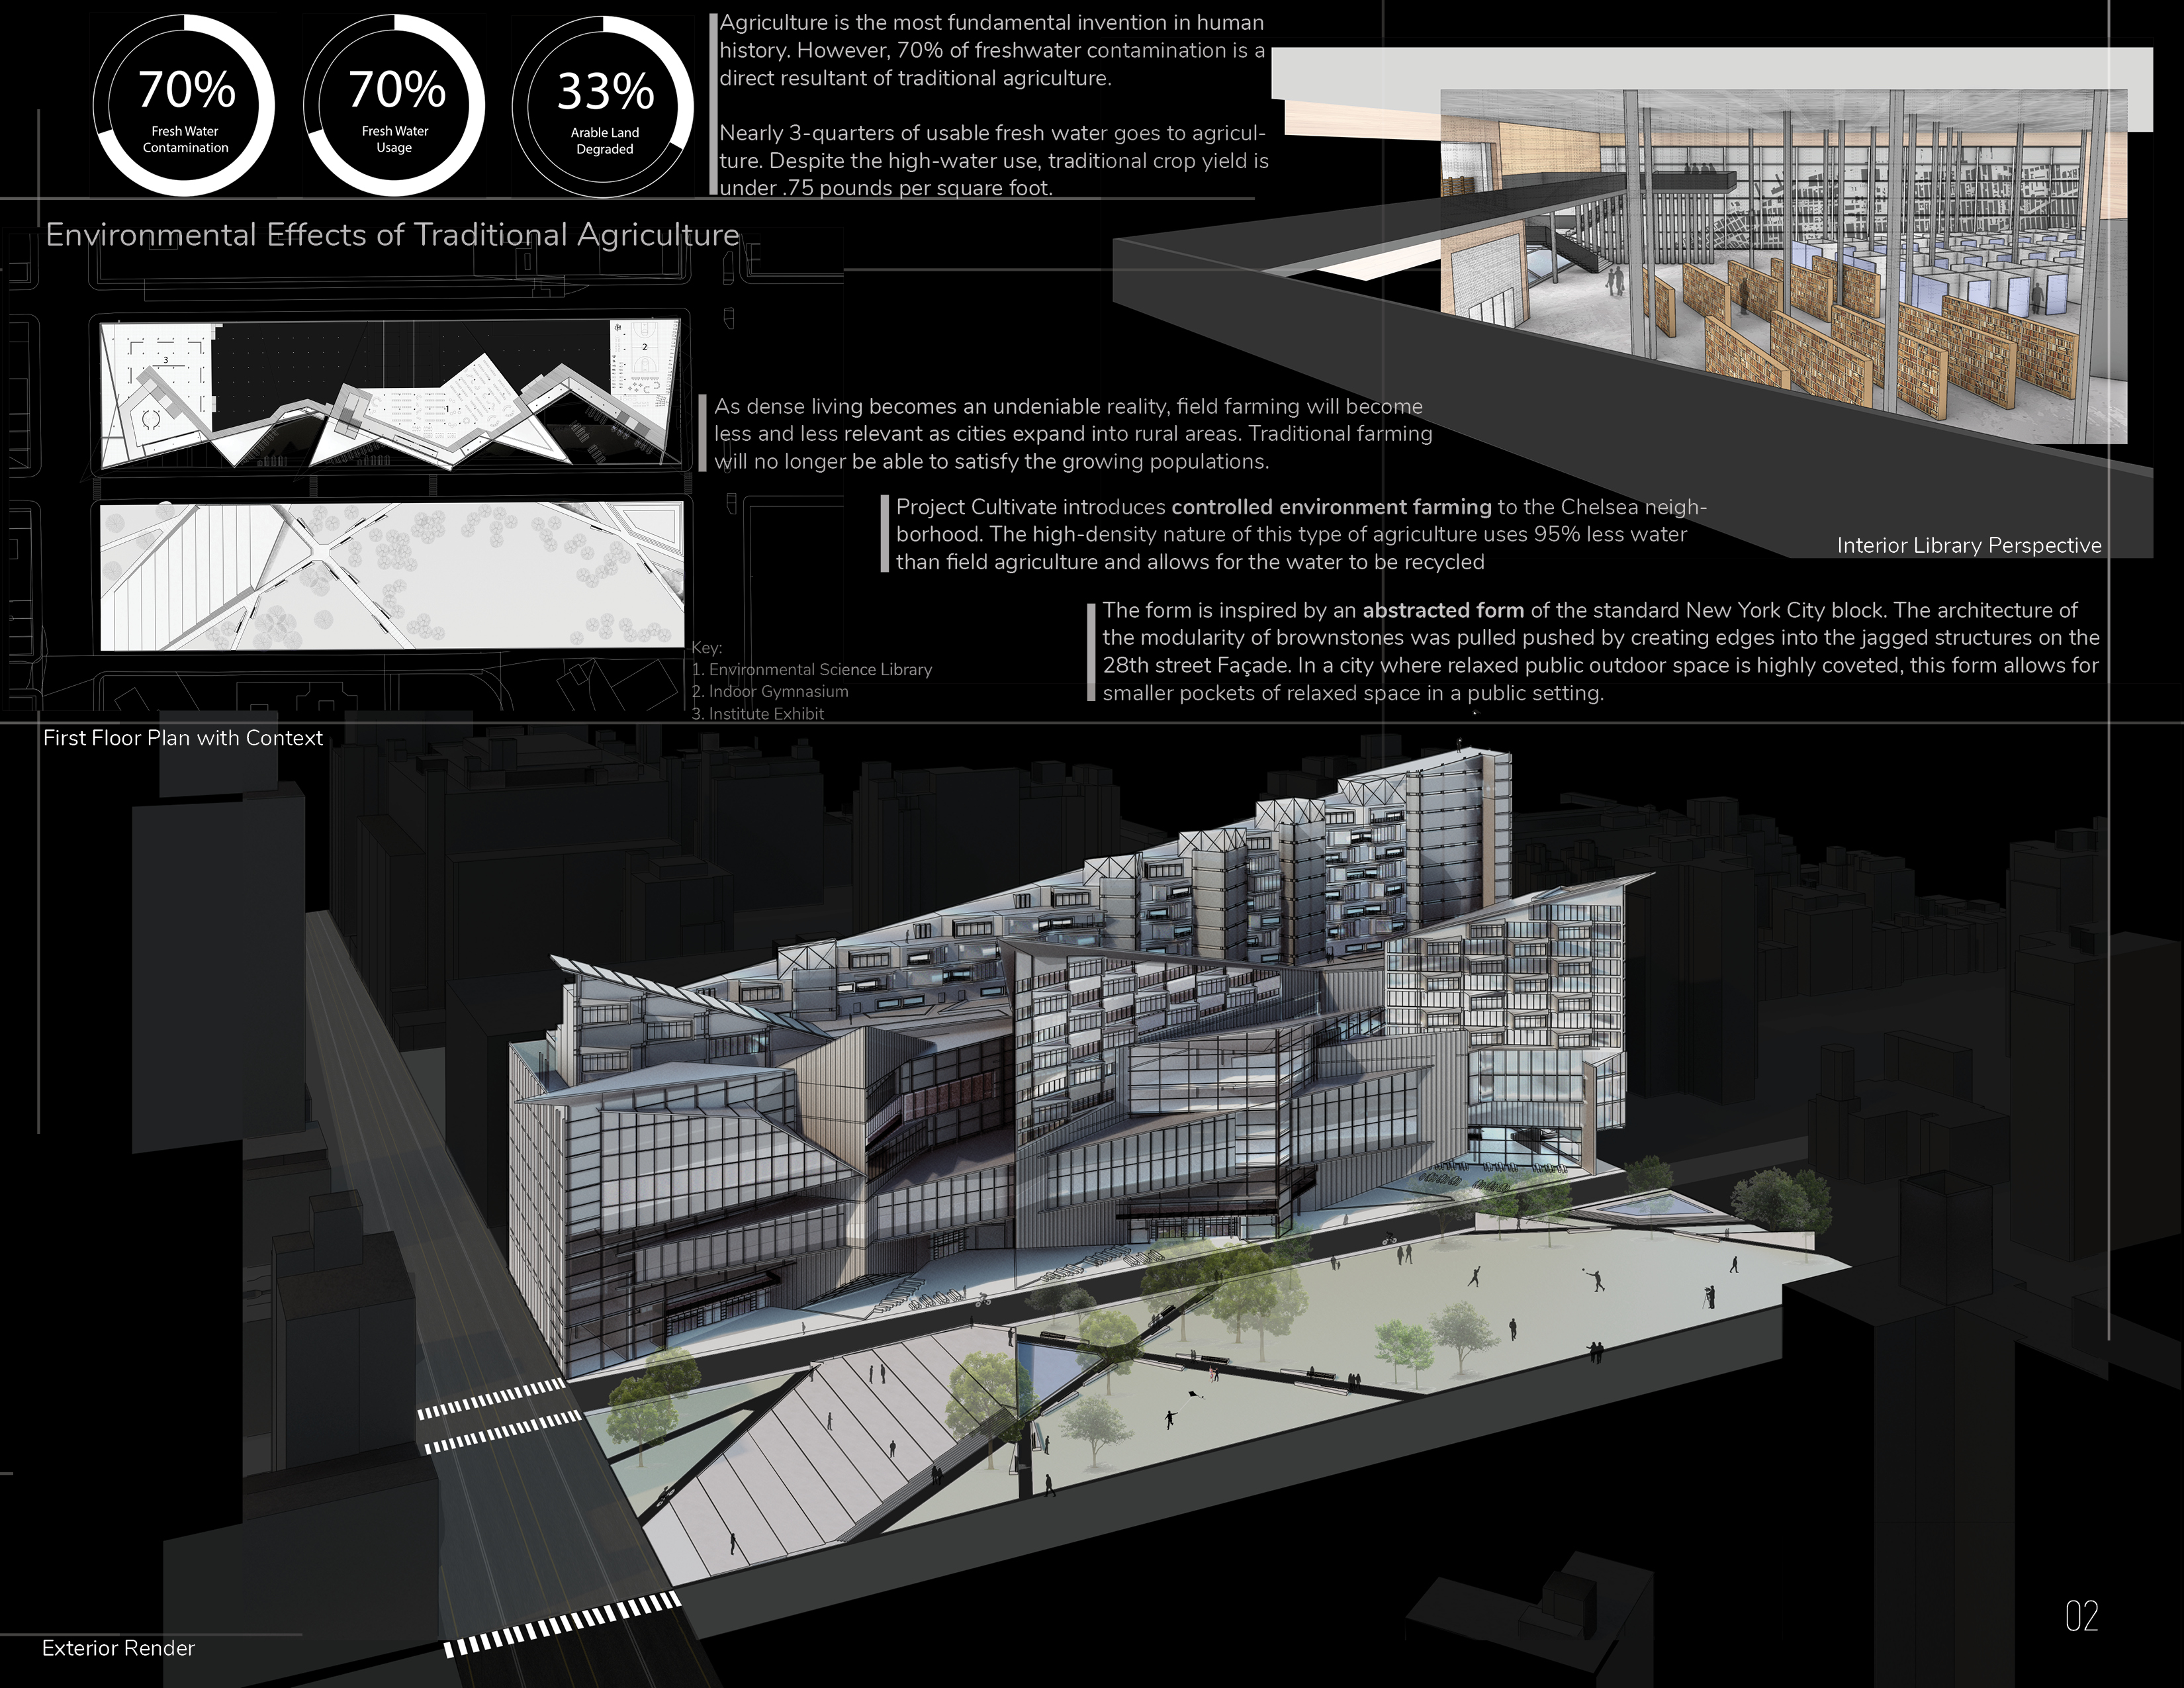 70%
Fresh Water
Contamination
70%
Fresh Water
Usage
33%
Arable Land
Degraded
Agriculture is the most fundamental invention in human
history. However, 70% of freshwater contamination is a
direct resultant of traditional agriculture.
Nearly 3-quarters of usable fresh water goes to agricul-
ture. Despite the high-water use, traditional crop yield is
under .75 pounds per square foot.
Environmental Effects of Traditional Agriculture
3
2
1
As dense living becomes an undeniable reality, field farming will become
less and less relevant as cities expand into rural areas. Traditional farming
will no longer be able to satisfy the growing populations.
Project Cultivate introduces controlled environment farming to the Chelsea neigh-
borhood. The high-density nature of this type of agriculture uses 95% less water
than field agriculture and allows for the water to be recycled
Interior Library Perspective
The form is inspired by an abstracted form of the standard New York City block. The architecture of
the modularity of brownstones was pulled pushed by creating edges into the jagged structures on the
28th street Façade. In a city where relaxed public outdoor space is highly coveted, this form allows for
smaller pockets of relaxed space in a public setting.
Key:
1. Environmental Science Library
2. Indoor Gymnasium
3. Institute Exhibit
First Floor Plan with Context
Exterior Render
02